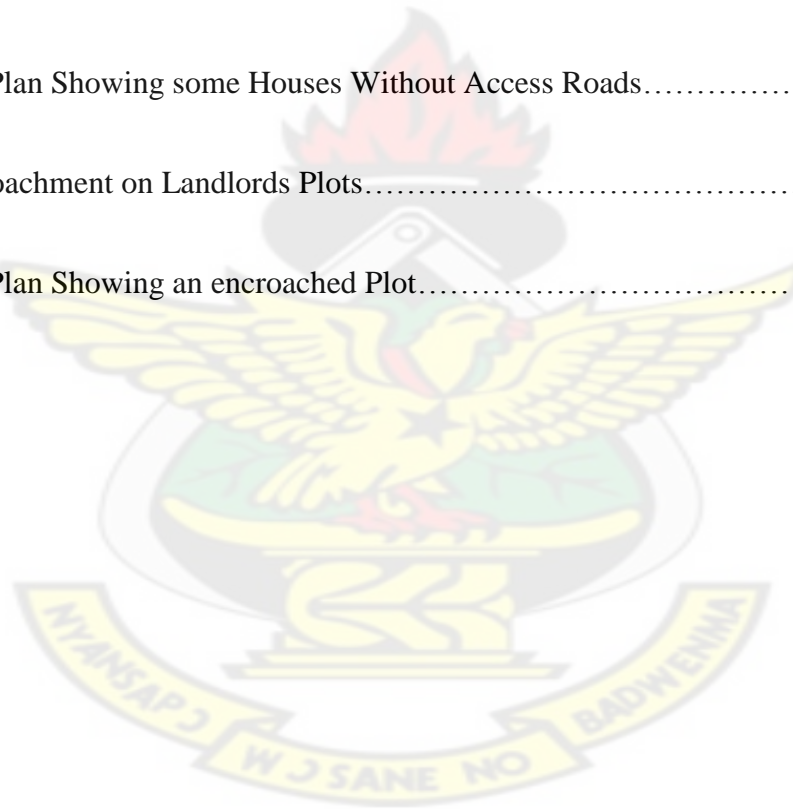 Plan Showing some Houses Without Access Roads……………
oachment on Landlords Plots……………………………………
Plan Showing an encroached Plot………………………………
NYANSAPƆ WƆSANE NO BADWENMA